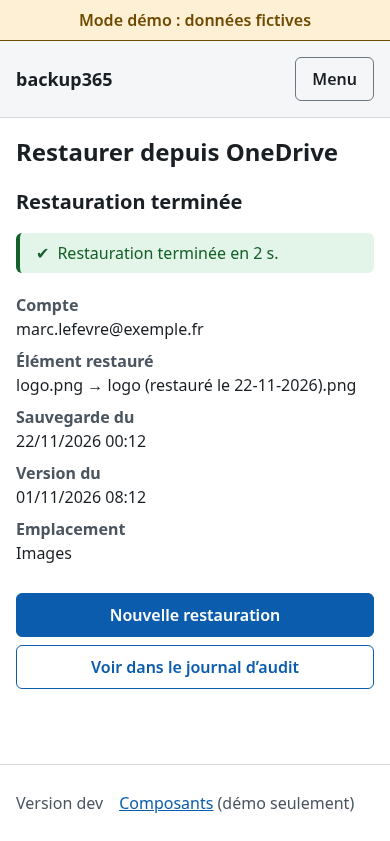 Mode démo : données fictives
backup365
Menu
Restaurer depuis OneDrive
Restauration terminée
✔ Restauration terminée en 2 s.
Compte
marc.lefevre@exemple.fr
Élément restauré
logo.png → logo (restauré le 22-11-2026).png
Sauvegarde du
22/11/2026 00:12
Version du
01/11/2026 08:12
Emplacement
Images
Nouvelle restauration
Voir dans le journal d’audit
Version dev Composants (démo seulement)